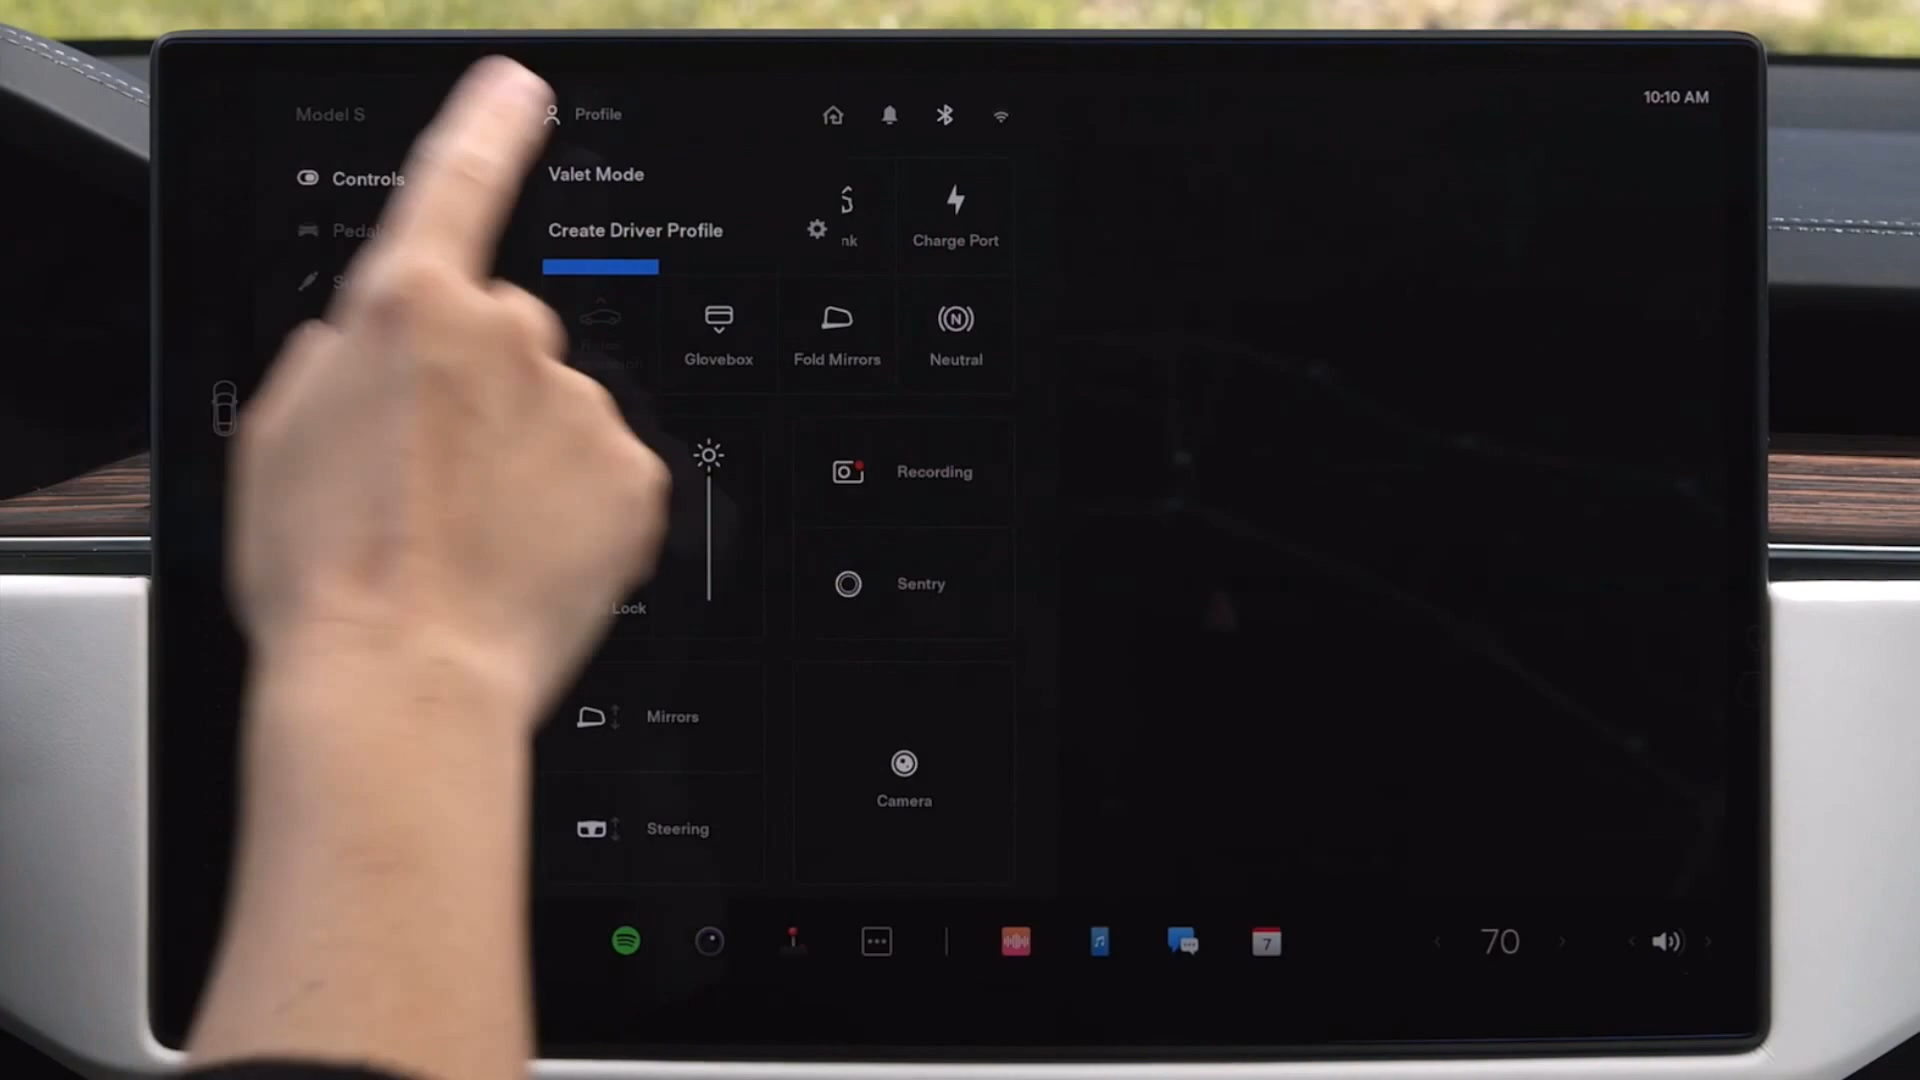 Model S
Profile
10:10 AM
Controls
Valet Mode
Create Driver Profile
nk
Charge Port
Glovebox
Fold Mirrors
Neutral
Recording
Sentry
Lock
Mirrors
Camera
Steering
7
70